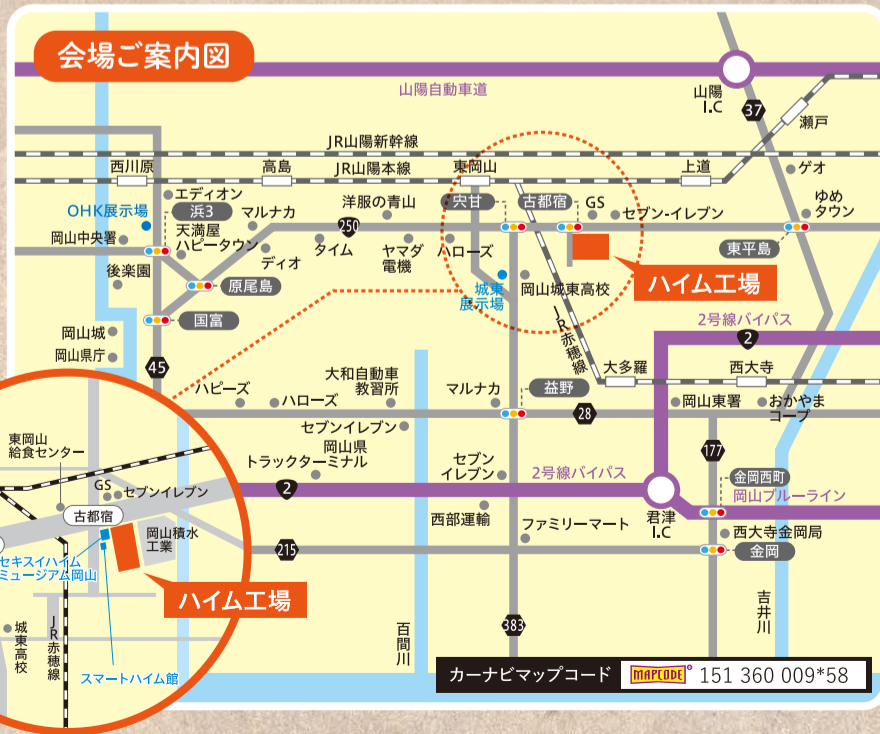 会場ご案内図
山陽自動車道
山陽
I.C
37
瀬戸
JR山陽新幹線
JR山陽本線
西川原
高島
東岡山
上道
ゲオ
エディオン
浜3
マルナカ
洋服の青山
宍甘
古都宿
GS
セブン-イレブン
ゆめ
タウン
OHK展示場
岡山中央署
天満屋
ハピータウン
250
タイム
ヤマダ
電機
ハローズ
東平島
ディオ
後楽園
原尾島
城東
展示場
岡山城東高校
ハイム工場
国富
JR赤穂線
2号線バイパス
2
岡山城
岡山県庁
45
大多羅
西大寺
ハピーズ
ハローズ
大和自動車
教習所
マルナカ
益野
28
岡山東署
おかやま
コープ
セブンイレブン
岡山県
トラックターミナル
セブン
イレブン
177
2
2号線バイパス
金岡西町
岡山ブルーライン
君津
I.C
西部運輸
ファミリーマート
西大寺金岡局
金岡
215
383
百間川
吉井川
東岡山
給食センター
GS
セブンイレブン
古都宿
岡山積水
工業
セキスイハイム
ミュージアム岡山
ハイム工場
城東高校
JR赤穂線
スマートハイム館
カーナビマップコード
MAPCODE 151 360 009*58